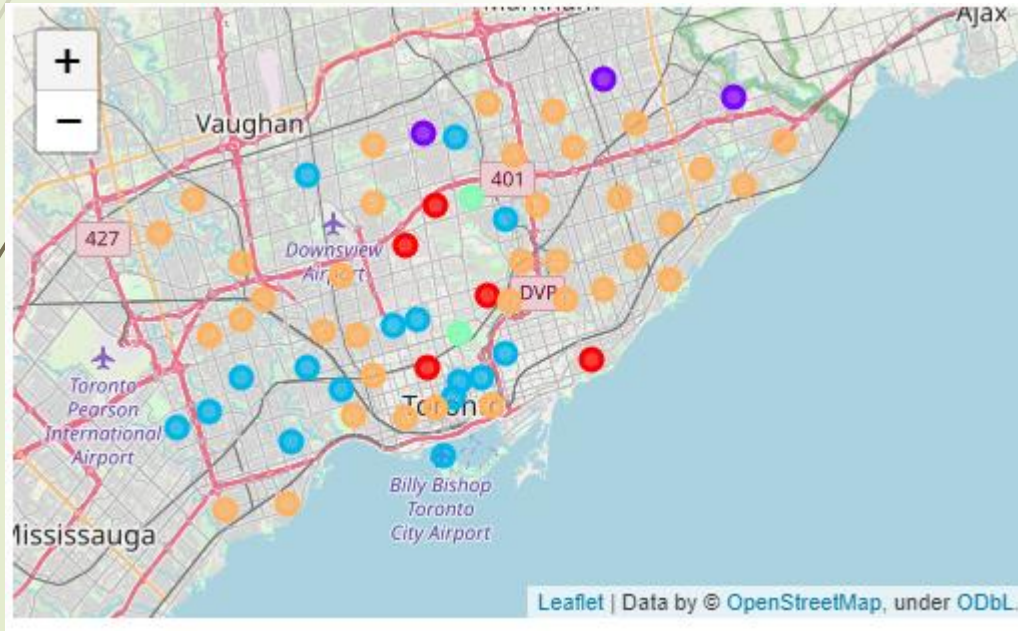 Markham
Ajax
+
−
Vaughan
401
427
Downsview
Airport
DVP
Toronto
Pearson
International
Airport
Toronto
Billy Bishop
Toronto
City Airport
Mississauga
Leaflet | Data by © OpenStreetMap, under ODbL.